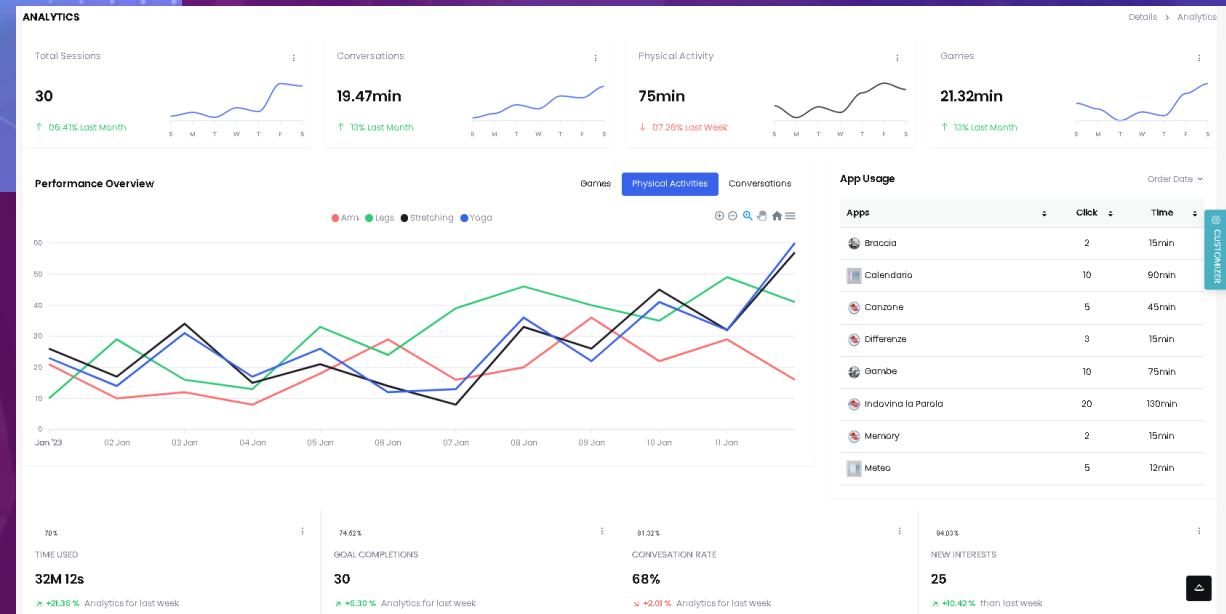 ANALYTICS
Details > Analytics
Total Sessions
30
↑ 06.41% Last Month
S M T W T F S
Conversations
19.47min
↑ 13% Last Month
S M T W T F S
Physical Activity
75min
↓ 07.26% Last Week
S M T W T F S
Games
21.32min
↑ 13% Last Month
S M T W T F S
Performance Overview
Games Physical Activities Conversations
Arm Legs Stretching Yoga
60
50
40
30
20
10
0
Jan '23 02 Jan 03 Jan 04 Jan 05 Jan 06 Jan 07 Jan 08 Jan 09 Jan 10 Jan 11 Jan
App Usage
Order Date
Apps Click Time
Braccia 2 15min
Calendario 10 90min
Canzone 5 45min
Differenze 3 15min
Gambe 10 75min
Indovina la Parola 20 130min
Memory 2 15min
Meteo 5 12min
CUSTOMIZER
70%
TIME USED
32M 12s
+21.36 % Analytics for last week
74.52%
GOAL COMPLETIONS
30
+6.30 % Analytics for last week
81.32%
CONVESATION RATE
68%
+2.01 % Analytics for last week
94.03%
NEW INTERESTS
25
+10.42 % than last week